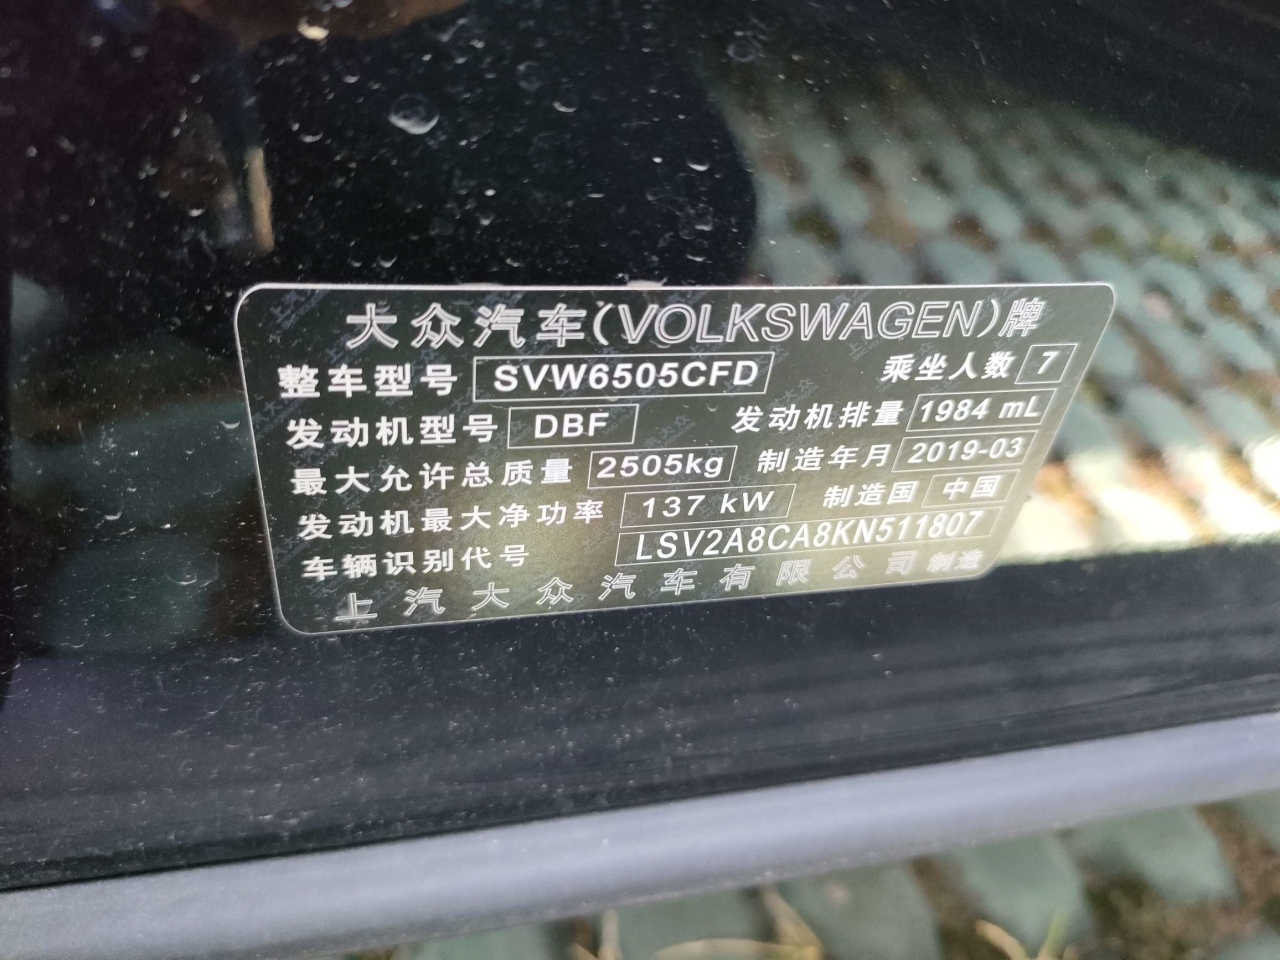 大众汽车(VOLKSWAGEN)牌
整车型号 SVW6505CFD 乘坐人数 7
发动机型号 DBF 发动机排量 1984 mL
最大允许总质量 2505kg 制造年月 2019-03
发动机最大净功率 137 kW 制造国 中国
车辆识别代号 LSV2A8CA8KN511807
上汽大众汽车有限公司 制造